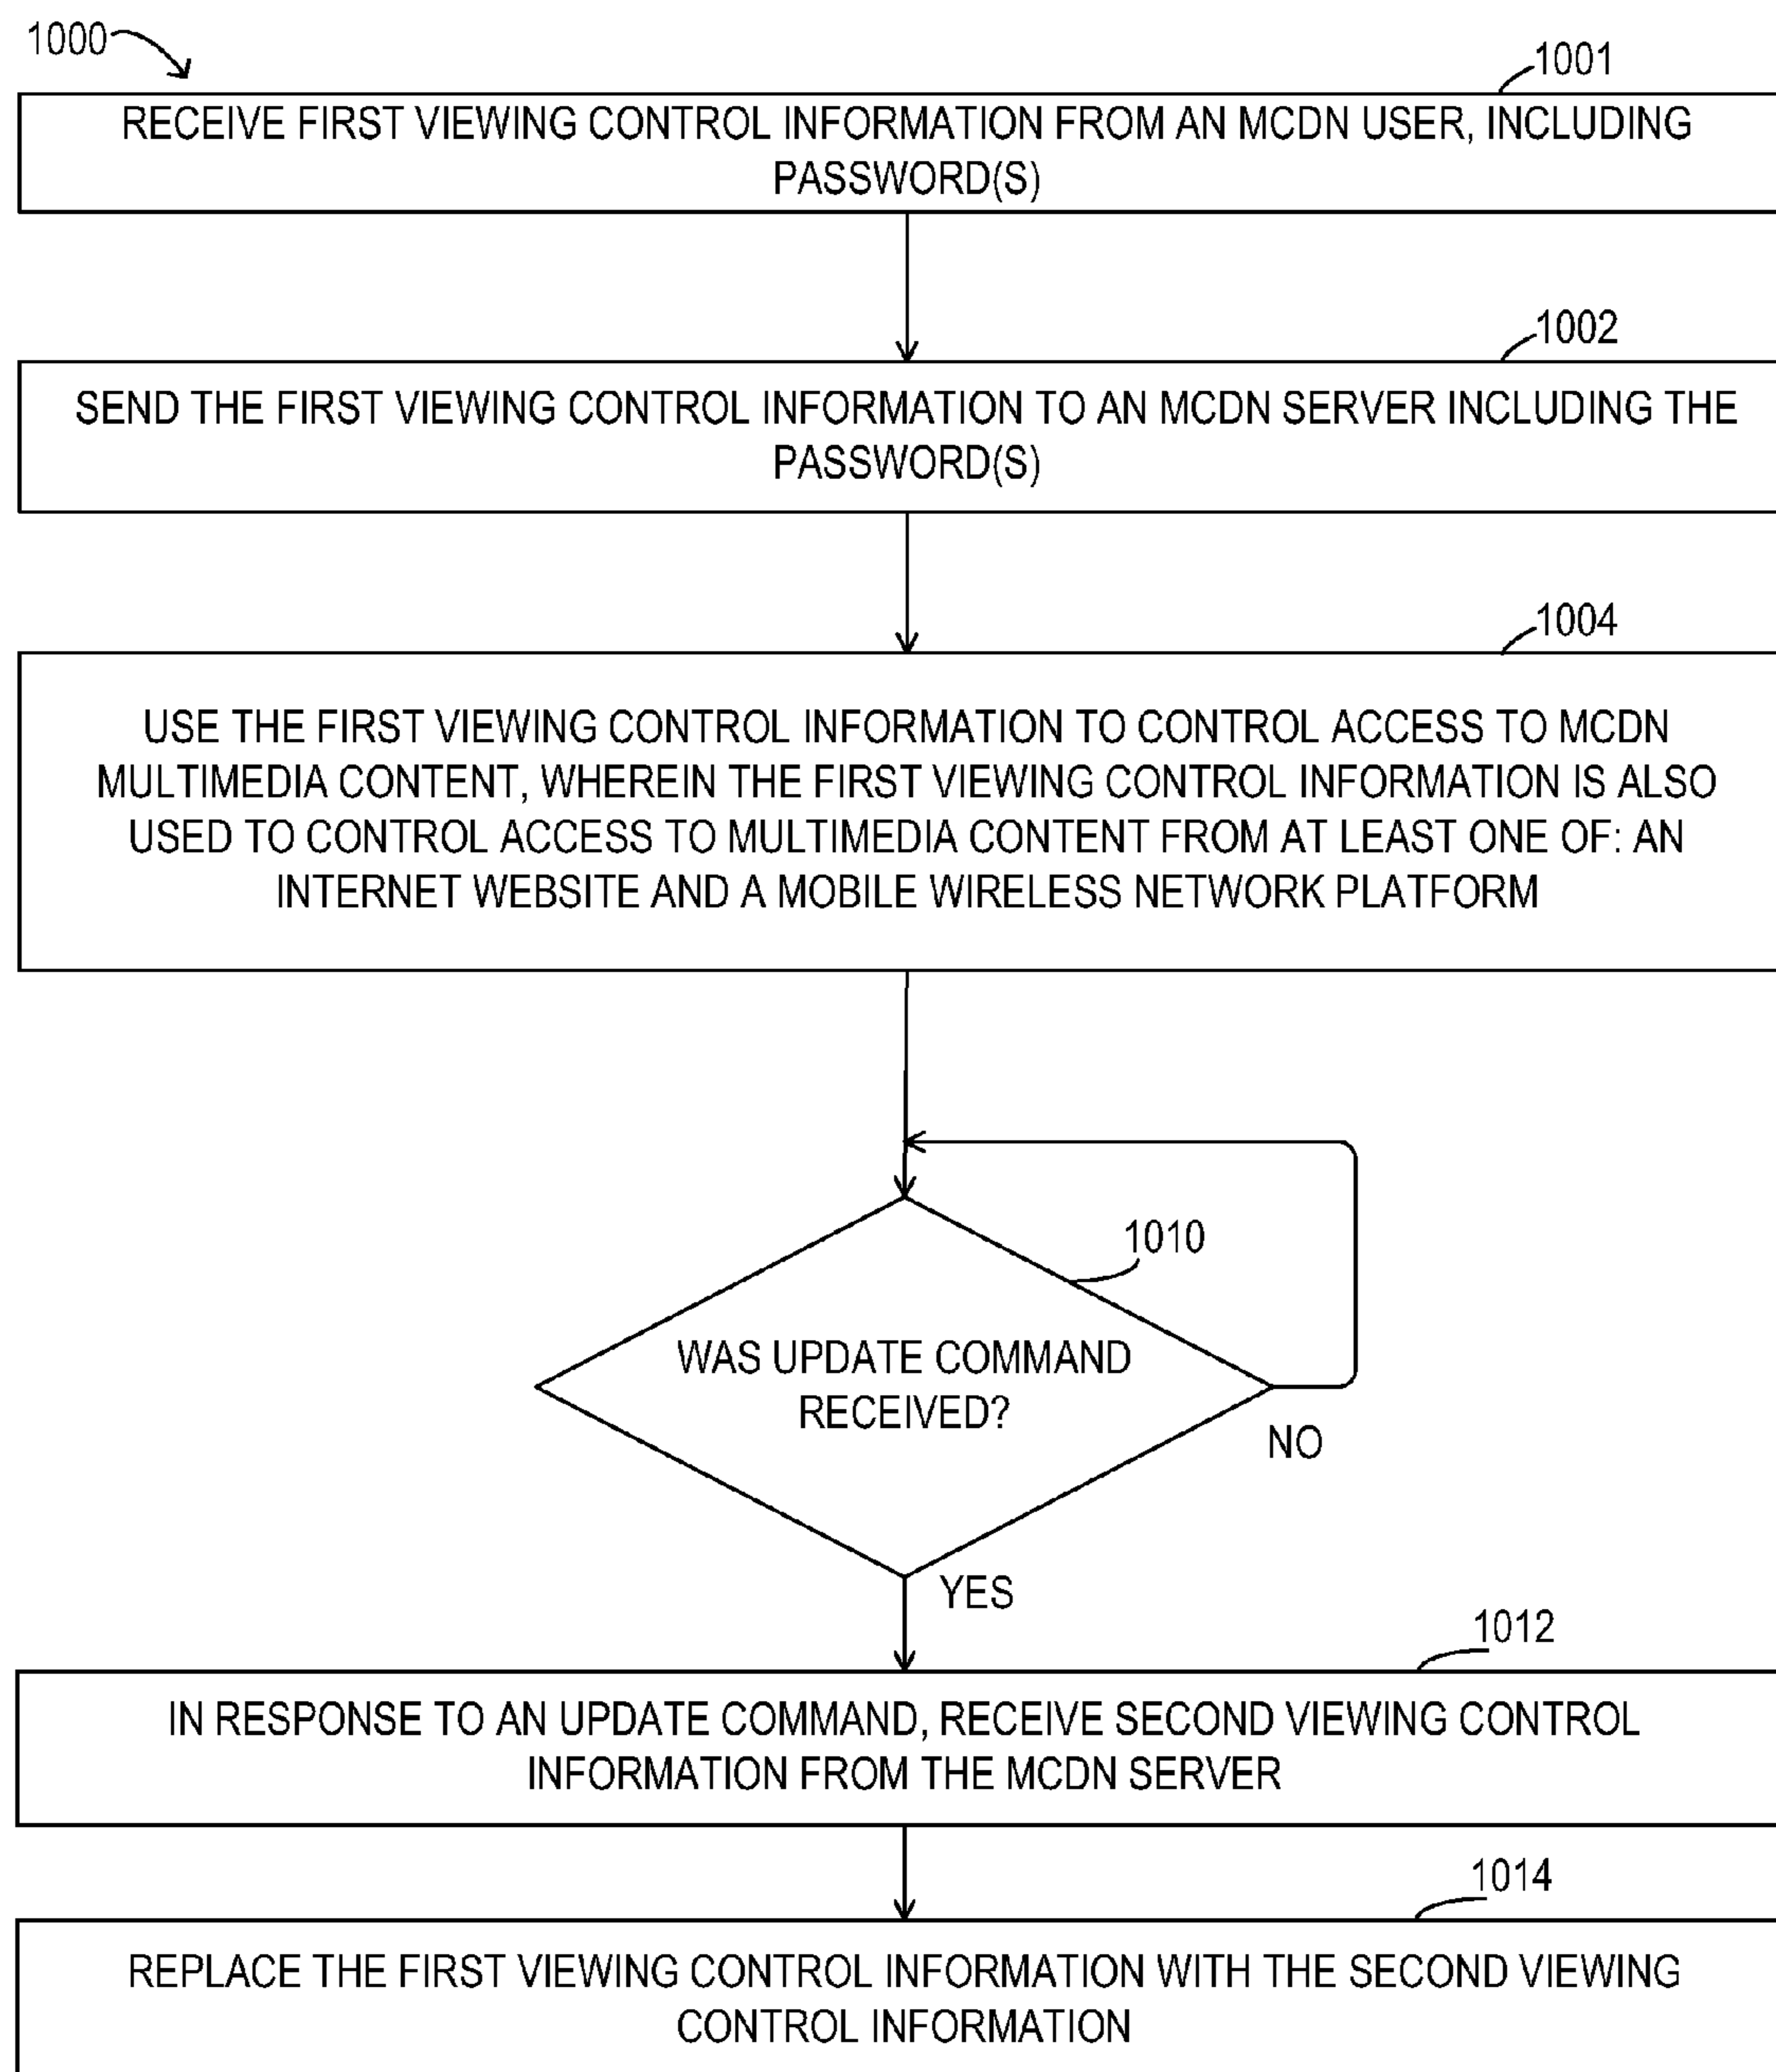 1000
1001
RECEIVE FIRST VIEWING CONTROL INFORMATION FROM AN MCDN USER, INCLUDING
PASSWORD(S)
1002
SEND THE FIRST VIEWING CONTROL INFORMATION TO AN MCDN SERVER INCLUDING THE
PASSWORD(S)
1004
USE THE FIRST VIEWING CONTROL INFORMATION TO CONTROL ACCESS TO MCDN
MULTIMEDIA CONTENT, WHEREIN THE FIRST VIEWING CONTROL INFORMATION IS ALSO
USED TO CONTROL ACCESS TO MULTIMEDIA CONTENT FROM AT LEAST ONE OF: AN
INTERNET WEBSITE AND A MOBILE WIRELESS NETWORK PLATFORM
1010
WAS UPDATE COMMAND
RECEIVED?
NO
YES
1012
IN RESPONSE TO AN UPDATE COMMAND, RECEIVE SECOND VIEWING CONTROL
INFORMATION FROM THE MCDN SERVER
1014
REPLACE THE FIRST VIEWING CONTROL INFORMATION WITH THE SECOND VIEWING
CONTROL INFORMATION